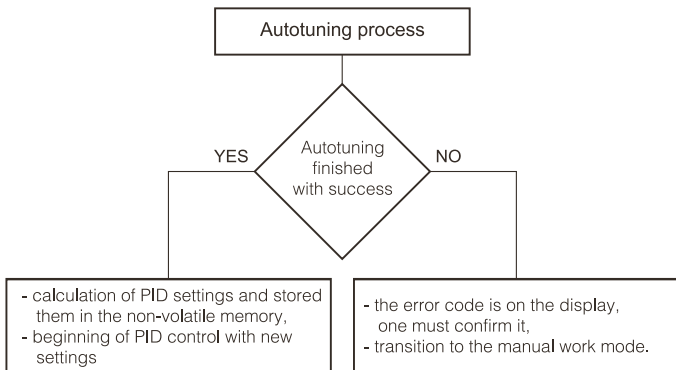 Autotuning process
YES
Autotuning
finished
with success
NO
- calculation of PID settings and stored
them in the non-volatile memory,
- beginning of PID control with new
settings
- the error code is on the display,
one must confirm it,
- transition to the manual work mode.